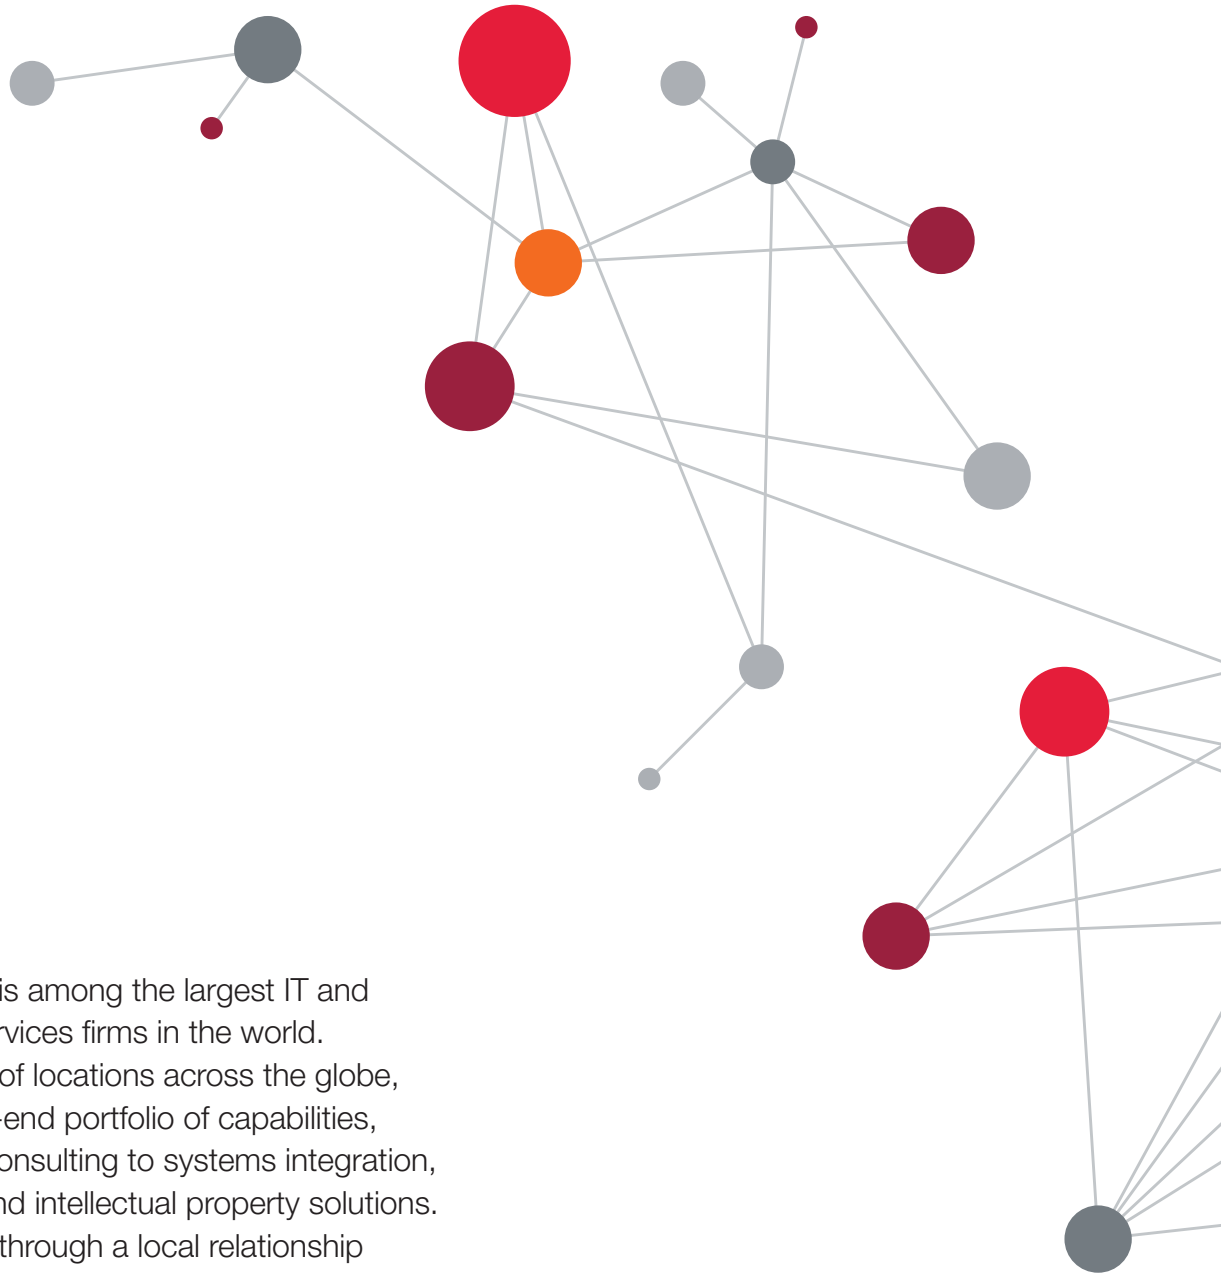 is among the largest IT and
rvices firms in the world.
of locations across the globe,
-end portfolio of capabilities,
onsulting to systems integration,
nd intellectual property solutions.
through a local relationship